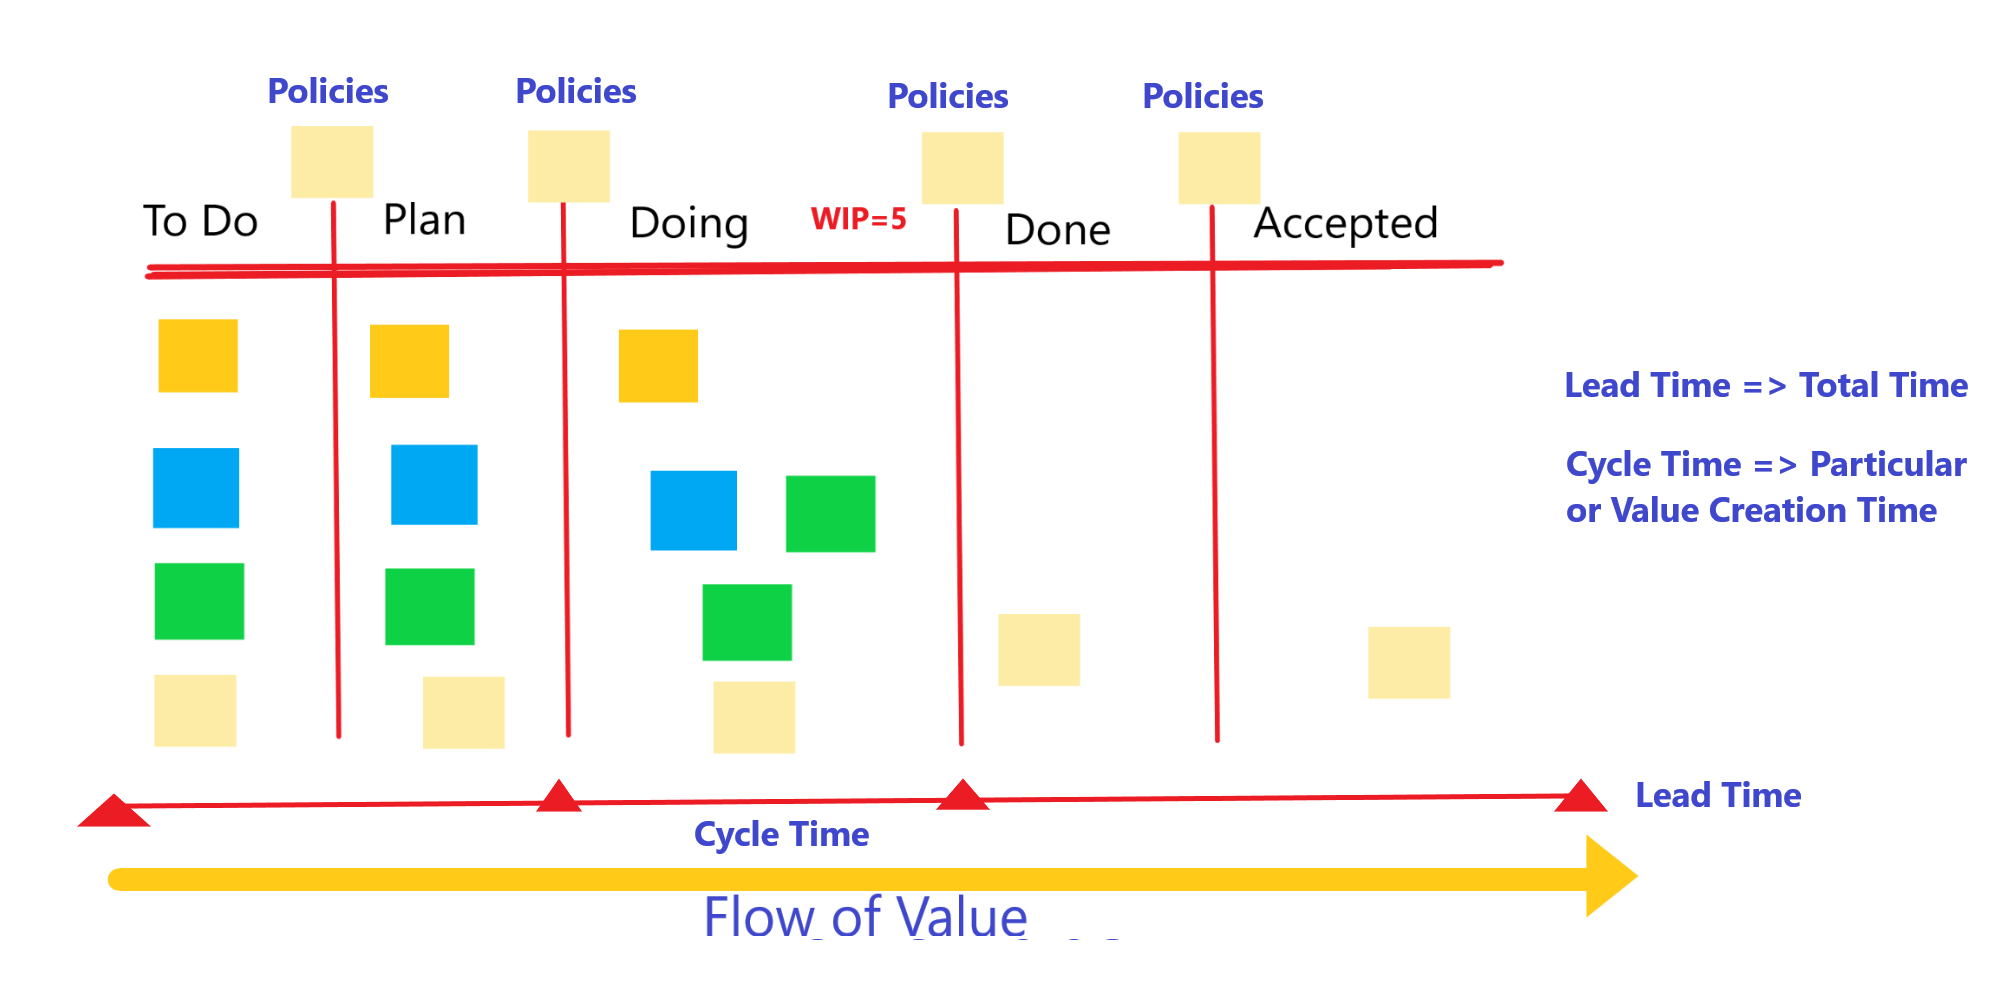 Policies
Policies
Policies
Policies
To Do
Plan
Doing
WIP=5
Done
Accepted
Lead Time => Total Time
Cycle Time => Particular
or Value Creation Time
Lead Time
Cycle Time
Flow of Value